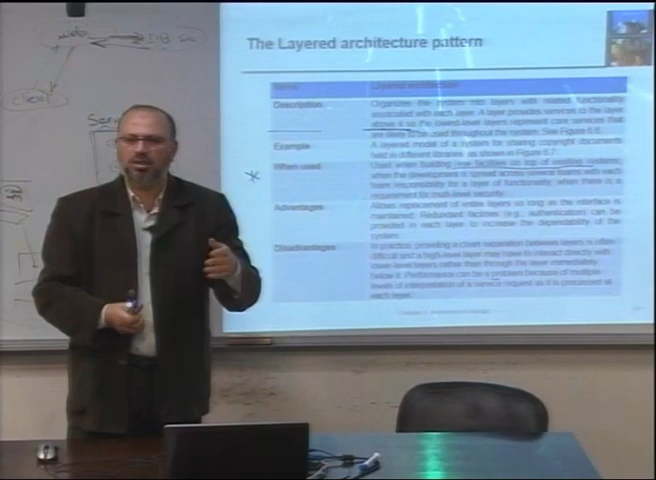 web
client
The Layered architecture pattern
Name Layered architecture
Description Organizes the system into layers with related functionality
associated with each layer. A layer provides services to the layer
above it so the lowest-level layers represent core services that
are likely to be used throughout the system. See Figure 6.6.
Example A layered model of a system for sharing copyright documents
held in different libraries, as shown in Figure 6.7.
When used Used when building new facilities on top of existing systems;
when the development is spread across several teams with each
team responsibility for a layer of functionality; when there is a
requirement for multi-level security.
Advantages Allows replacement of entire layers so long as the interface is
maintained. Redundant facilities (e.g., authentication) can be
provided in each layer to increase the dependability of the
system.
Disadvantages In practice, providing a clean separation between layers is often
difficult and a high-level layer may have to interact directly with
lower-level layers rather than through the layer immediately
below it. Performance can be a problem because of multiple
levels of interpretation of a service request as it is processed at
each layer.
Chapter 6 Architectural design